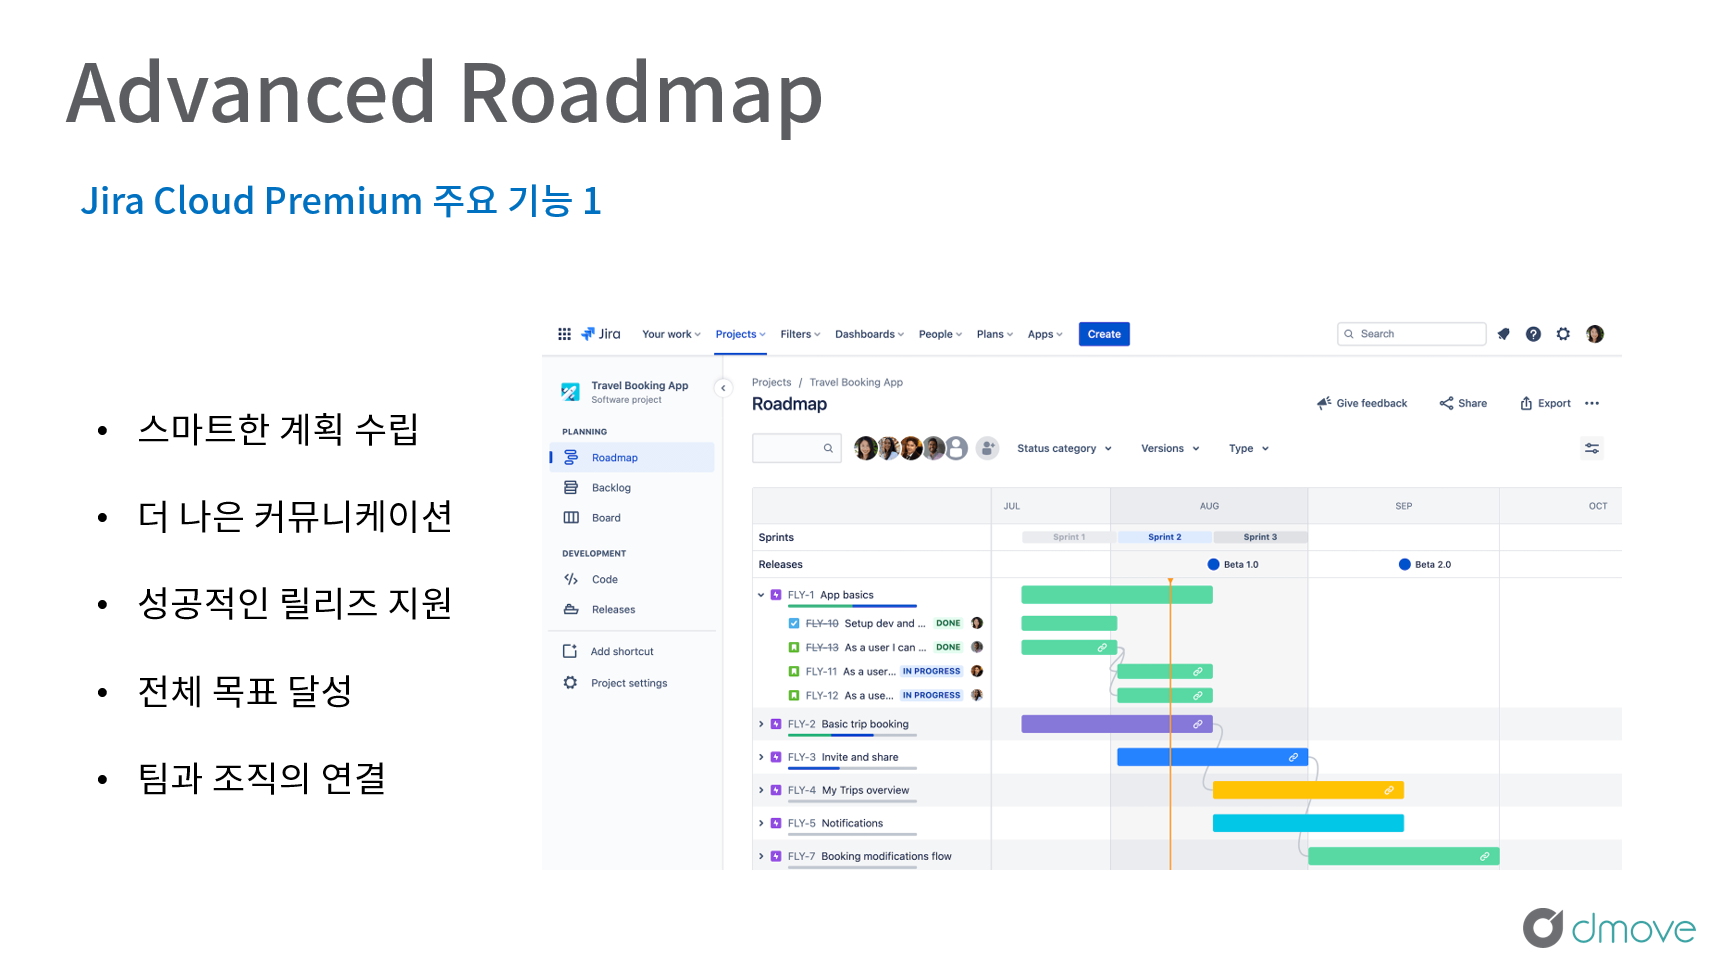 Advanced Roadmap
Jira Cloud Premium 주요 기능 1
• 스마트한 계획 수립
• 더 나은 커뮤니케이션
• 성공적인 릴리즈 지원
• 전체 목표 달성
• 팀과 조직의 연결
Jira Your work Projects Filters Dashboards People Plans Apps Create Search
Travel Booking App
Software project
PLANNING
Roadmap
Backlog
Board
DEVELOPMENT
Code
Releases
Add shortcut
Project settings
Projects / Travel Booking App
Roadmap
Give feedback Share Export
Status category Versions Type
JUL AUG SEP OCT
Sprints Sprint 1 Sprint 2 Sprint 3
Releases Beta 1.0 Beta 2.0
FLY-1 App basics
FLY-10 Setup dev and ... DONE
FLY-13 As a user I can ... DONE
FLY-11 As a user... IN PROGRESS
FLY-12 As a use... IN PROGRESS
FLY-2 Basic trip booking
FLY-3 Invite and share
FLY-4 My Trips overview
FLY-5 Notifications
FLY-7 Booking modifications flow
dmove